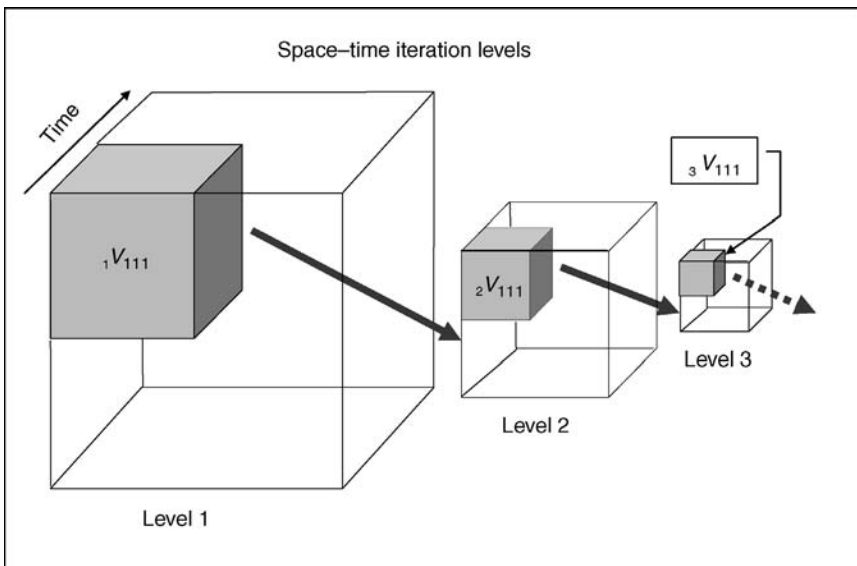 Space–time iteration levels
Time
₃V₁₁₁
₁V₁₁₁
₂V₁₁₁
Level 3
Level 2
Level 1